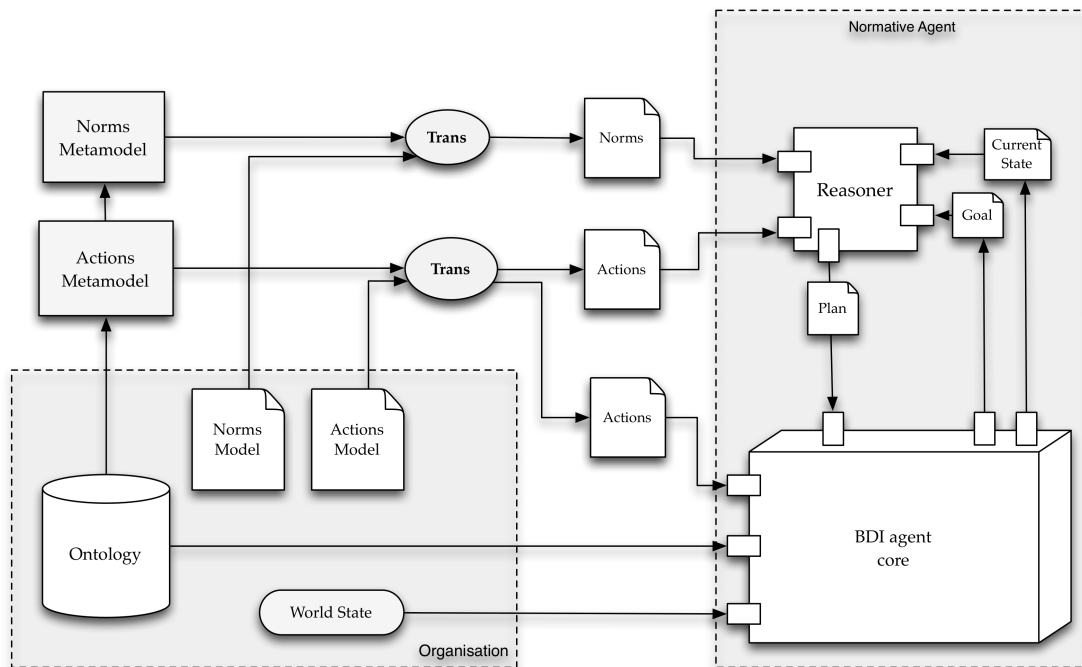 Normative Agent
Norms
Metamodel
Trans
Norms
Current
State
Reasoner
Goal
Actions
Metamodel
Trans
Actions
Plan
Norms
Model
Actions
Model
Actions
Ontology
BDI agent
core
World State
Organisation